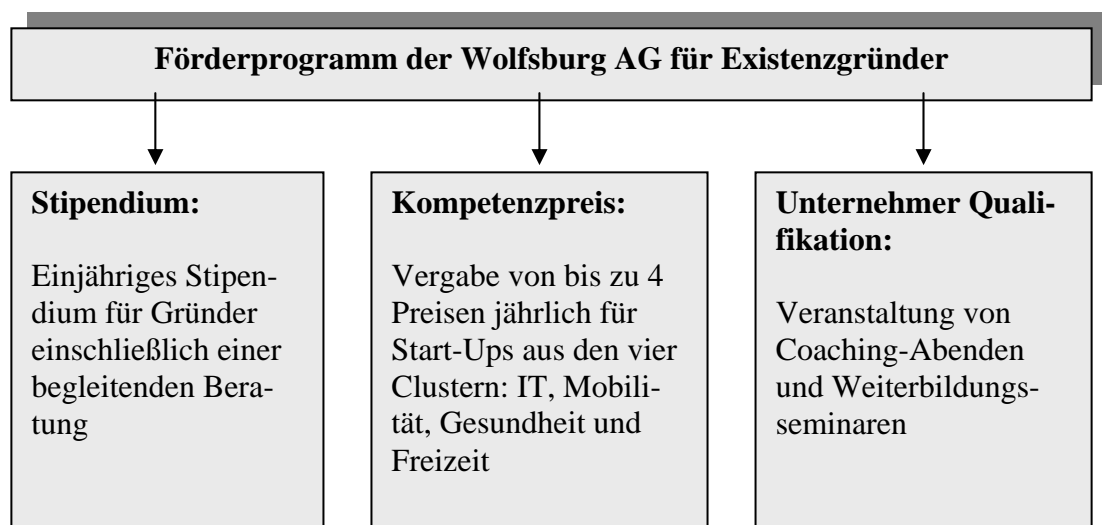 Förderprogramm der Wolfsburg AG für Existenzgründer
Stipendium:
Einjähriges Stipen-
dium für Gründer
einschließlich einer
begleitenden Bera-
tung
Kompetenzpreis:
Vergabe von bis zu 4
Preisen jährlich für
Start-Ups aus den vier
Clustern: IT, Mobili-
tät, Gesundheit und
Freizeit
Unternehmer Quali-
fikation:
Veranstaltung von
Coaching-Abenden
und Weiterbildungs-
seminaren